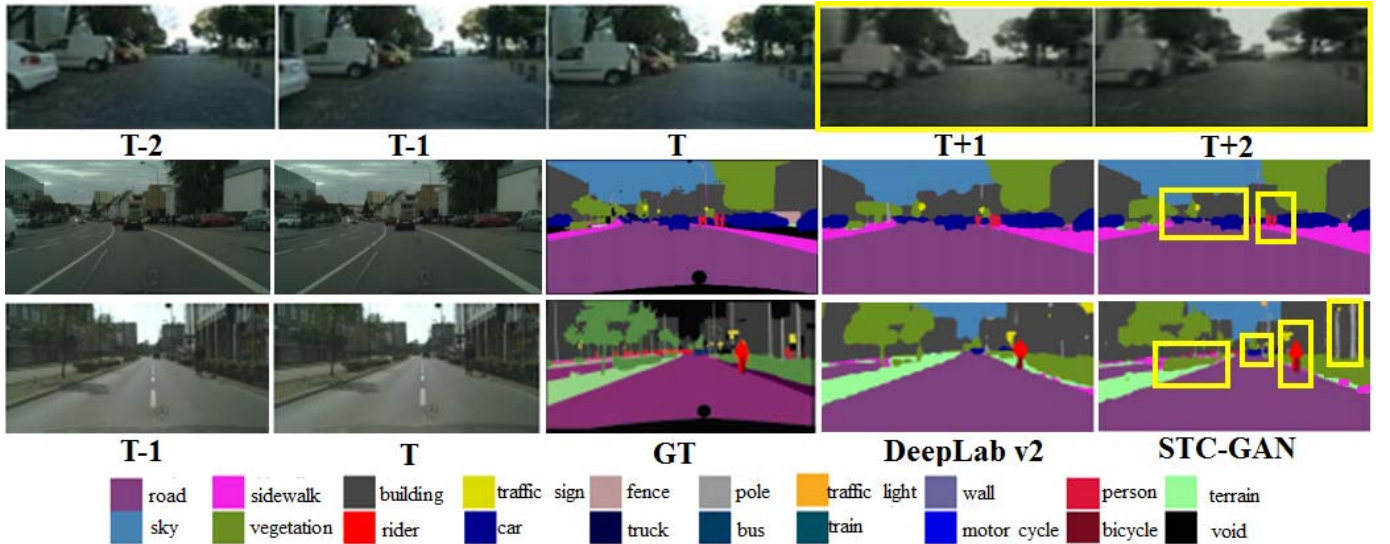 T-2 T-1 T T+1 T+2
T-1 T GT DeepLab v2 STC-GAN
road sidewalk building traffic sign fence pole traffic light wall person terrain
sky vegetation rider car truck bus train motor cycle bicycle void